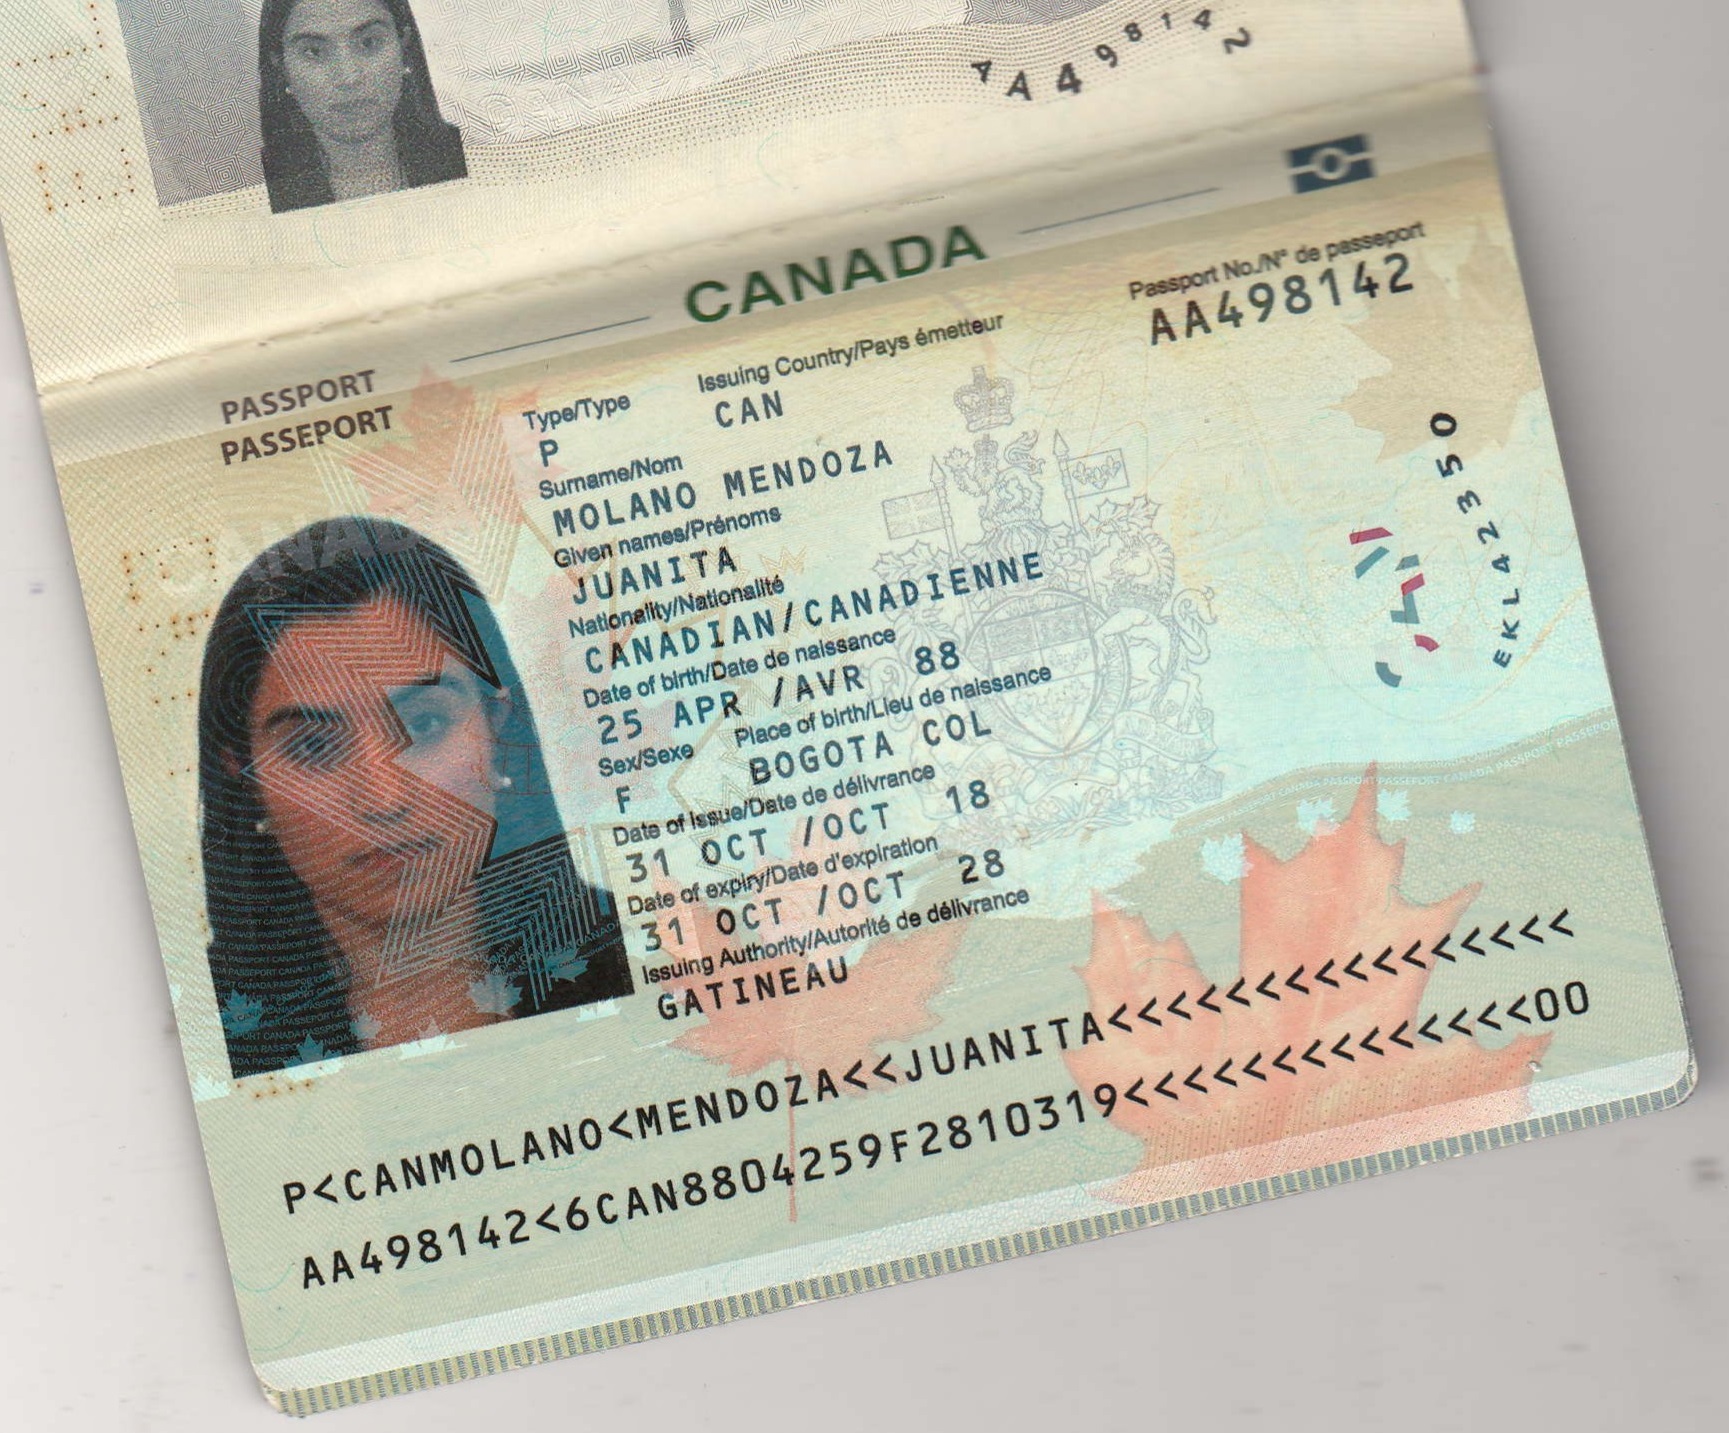 AA498142
CANADA
PASSPORT
PASSEPORT
Type/Type
Issuing Country/Pays émetteur
Passport No./N° de passeport
P
CAN
AA498142
Surname/Nom
MOLANO MENDOZA
Given names/Prénoms
JUANITA
Nationality/Nationalité
CANADIAN/CANADIENNE
Date of birth/Date de naissance
25 APR /AVR 88
Sex/Sexe
Place of birth/Lieu de naissance
F
BOGOTA COL
Date of issue/Date de délivrance
31 OCT /OCT 18
Date of expiry/Date d'expiration
31 OCT /OCT 28
Issuing Authority/Autorité de délivrance
GATINEAU
CAN
EKL42350
P<CANMOLANO<MENDOZA<<JUANITA<<<<<<<<<<<<<<<<
AA498142<6CAN8804259F2810319<<<<<<<<<<<<<<00